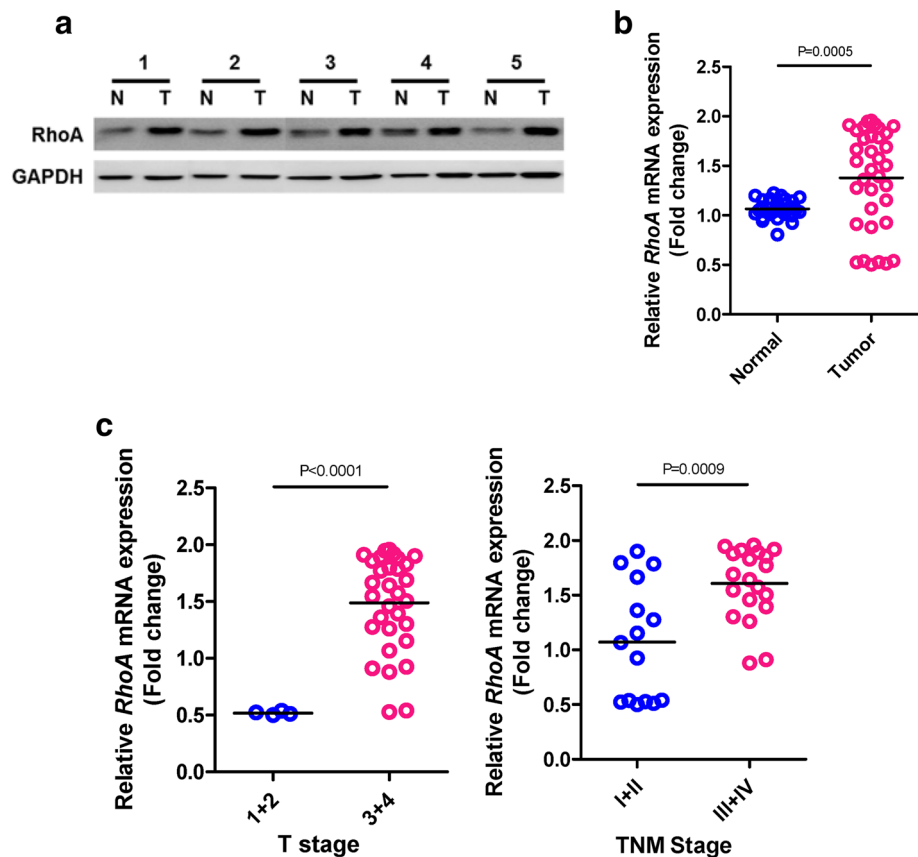 a
1 2 3 4 5
N T N T N T N T N T
RhoA
GAPDH
b
P=0.0005
Relative RhoA mRNA expression
(Fold change)
2.5
2.0
1.5
1.0
0.5
0.0
Normal
Tumor
c
P<0.0001
Relative RhoA mRNA expression
(Fold change)
2.5
2.0
1.5
1.0
0.5
0.0
1+2
3+4
T stage
P=0.0009
Relative RhoA mRNA expression
(Fold change)
2.5
2.0
1.5
1.0
0.5
0.0
I+II
III+IV
TNM Stage